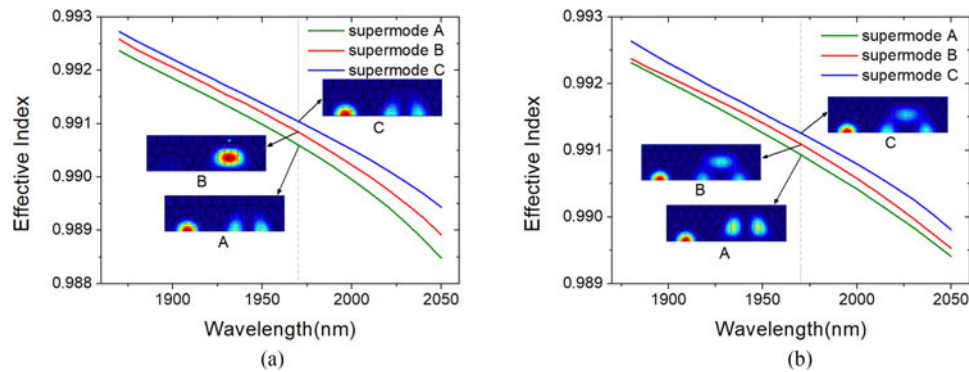 0.993
0.992
0.991
0.990
0.989
0.988
Effective Index
supermode A
supermode B
supermode C
C
B
A
1900
1950
2000
2050
Wavelength(nm)
(a)
0.993
0.992
0.991
0.990
0.989
Effective Index
supermode A
supermode B
supermode C
C
B
A
1900
1950
2000
2050
Wavelength(nm)
(b)